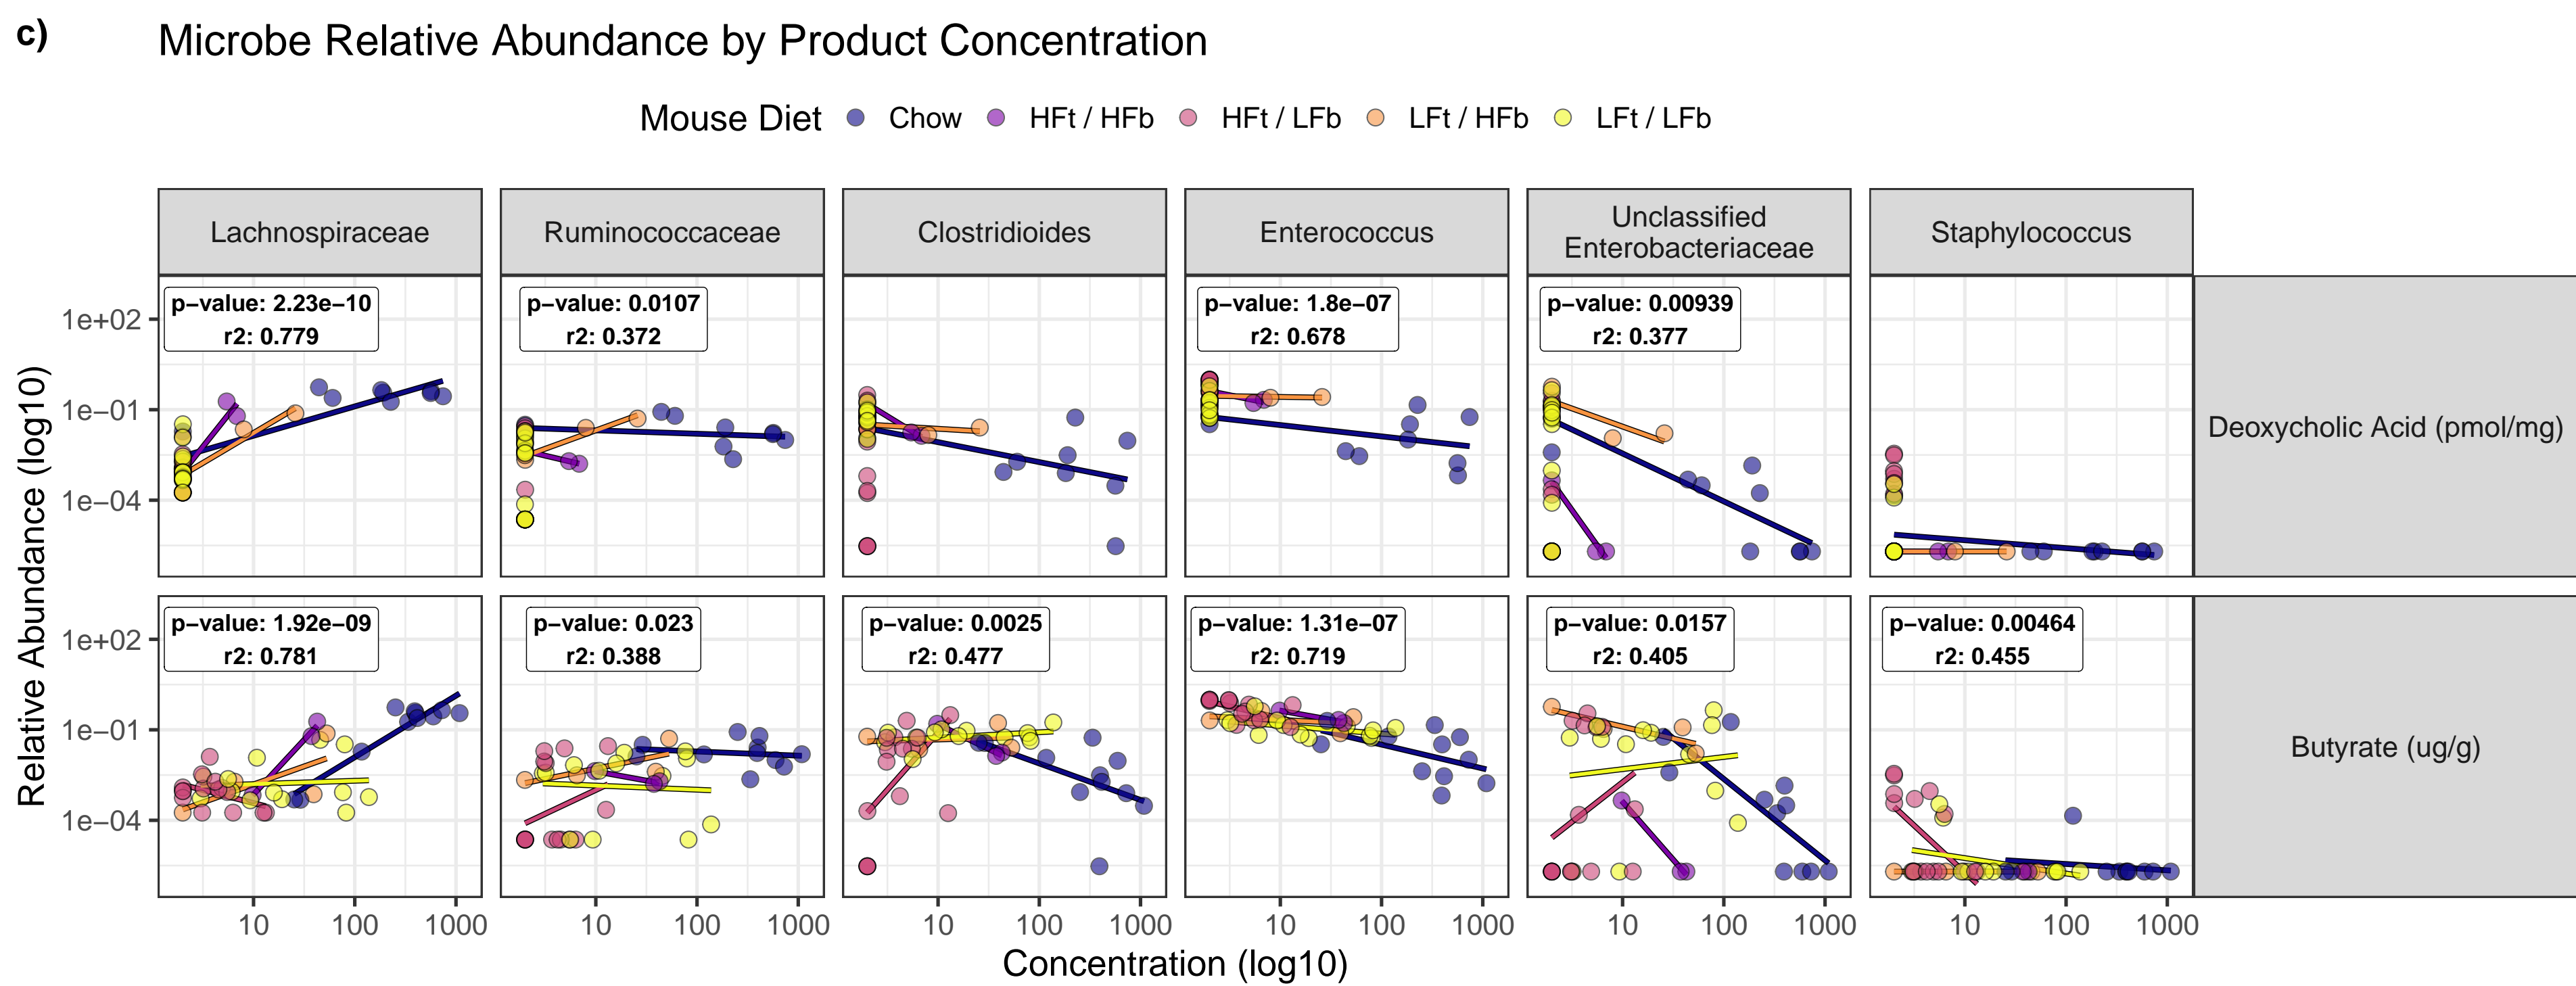 c)
Microbe Relative Abundance by Product Concentration
Mouse Diet
Chow
HFt / HFb
HFt / LFb
LFt / HFb
LFt / LFb
Lachnospiraceae
Ruminococcaceae
Clostridioides
Enterococcus
Unclassified
Enterobacteriaceae
Staphylococcus
Relative Abundance (log10)
1e+02
1e−01
1e−04
p−value: 2.23e−10
r2: 0.779
p−value: 0.0107
r2: 0.372
p−value: 1.8e−07
r2: 0.678
p−value: 0.00939
r2: 0.377
Deoxycholic Acid (pmol/mg)
1e+02
1e−01
1e−04
p−value: 1.92e−09
r2: 0.781
p−value: 0.023
r2: 0.388
p−value: 0.0025
r2: 0.477
p−value: 1.31e−07
r2: 0.719
p−value: 0.0157
r2: 0.405
p−value: 0.00464
r2: 0.455
Butyrate (ug/g)
10 100 1000
10 100 1000
10 100 1000
10 100 1000
10 100 1000
10 100 1000
Concentration (log10)